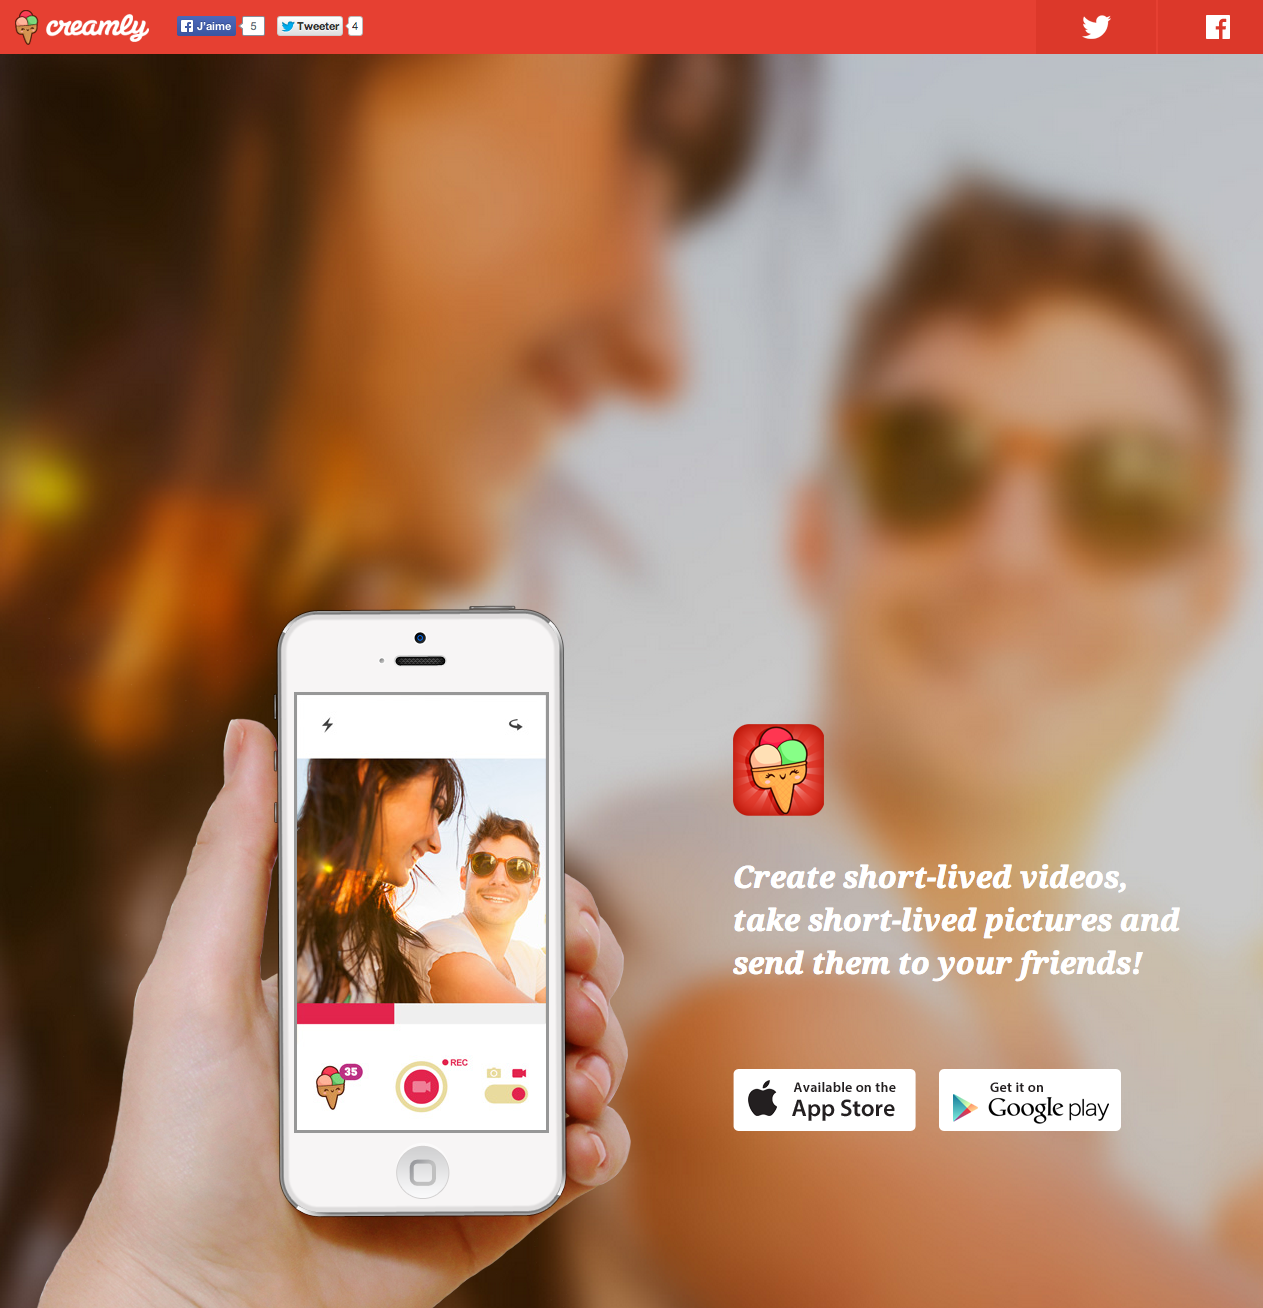 creamly
J'aime
5
Tweeter
4
35
REC
Create short-lived videos,
take short-lived pictures and
send them to your friends!
Available on the
App Store
Get it on
Google play